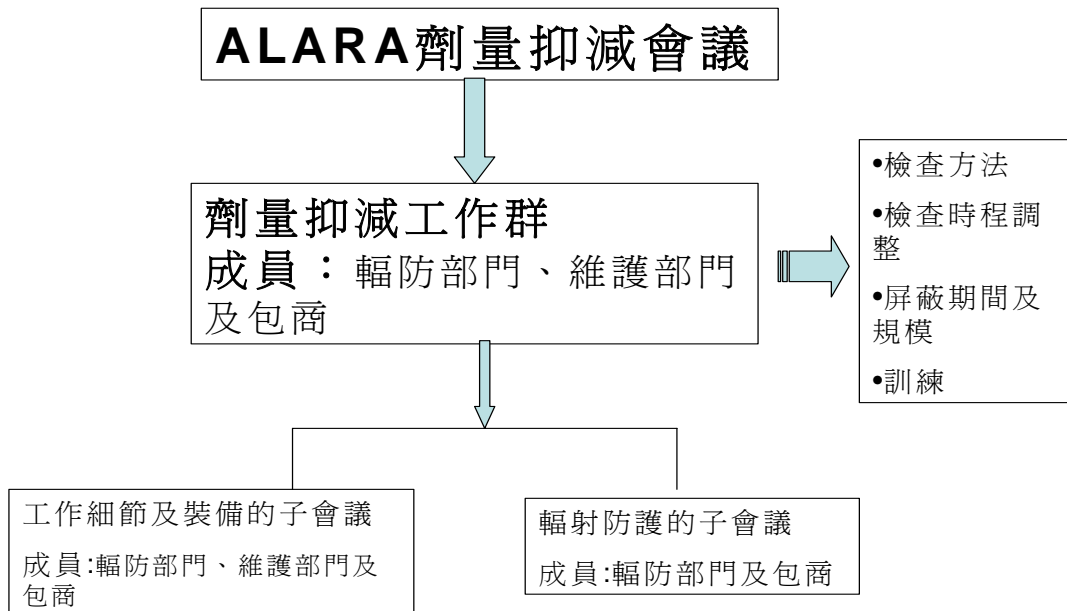 ALARA劑量抑減會議
劑量抑減工作群
成員：輻防部門、維護部門
及包商
•檢查方法
•檢查時程調
整
•屏蔽期間及
規模
•訓練
工作細節及裝備的子會議
成員:輻防部門、維護部門及
包商
輻射防護的子會議
成員:輻防部門及包商